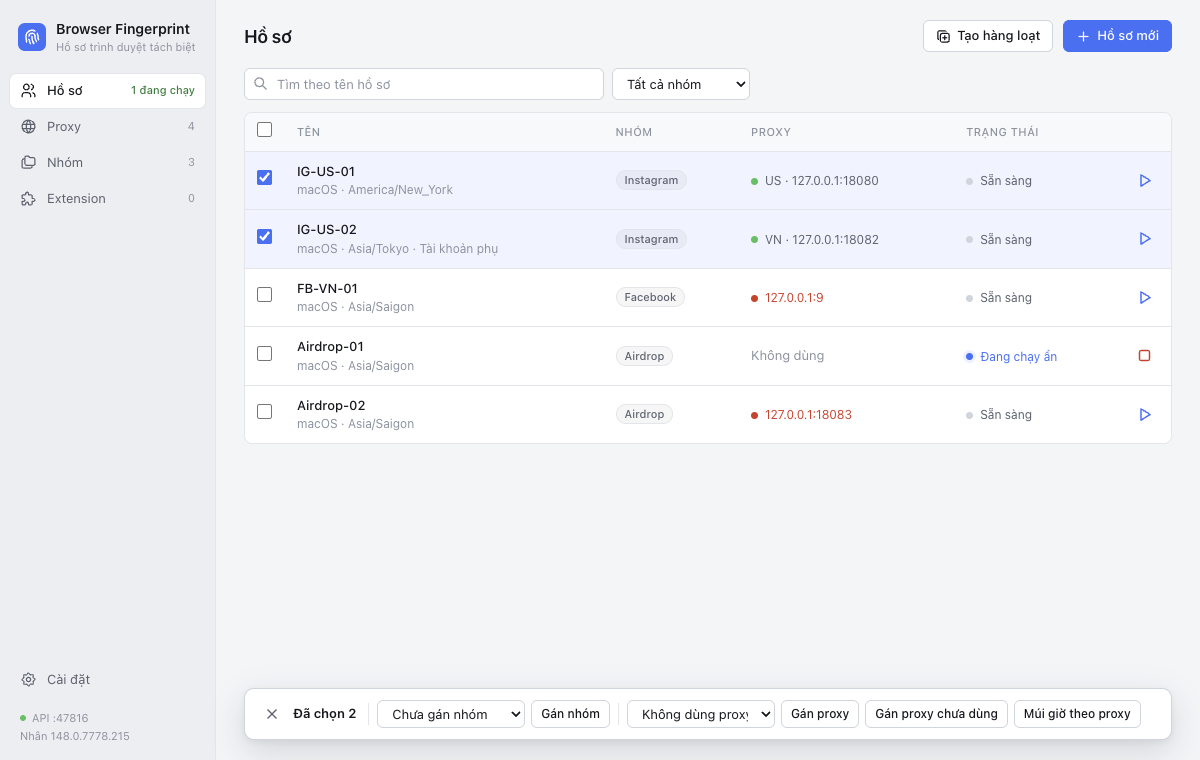 Browser Fingerprint
Hồ sơ trình duyệt tách biệt
Hồ sơ 1 đang chạy
Proxy 4
Nhóm 3
Extension 0
Cài đặt
API :47816
Nhân 148.0.7778.215
Hồ sơ
Tạo hàng loạt
Hồ sơ mới
Tìm theo tên hồ sơ
Tất cả nhóm
TÊN NHÓM PROXY TRẠNG THÁI
IG-US-01
macOS · America/New_York
Instagram
US · 127.0.0.1:18080
Sẵn sàng
IG-US-02
macOS · Asia/Tokyo · Tài khoản phụ
Instagram
VN · 127.0.0.1:18082
Sẵn sàng
FB-VN-01
macOS · Asia/Saigon
Facebook
127.0.0.1:9
Sẵn sàng
Airdrop-01
macOS · Asia/Saigon
Airdrop
Không dùng
Đang chạy ẩn
Airdrop-02
macOS · Asia/Saigon
Airdrop
127.0.0.1:18083
Sẵn sàng
Đã chọn 2
Chưa gán nhóm
Gán nhóm
Không dùng proxy
Gán proxy
Gán proxy chưa dùng
Múi giờ theo proxy